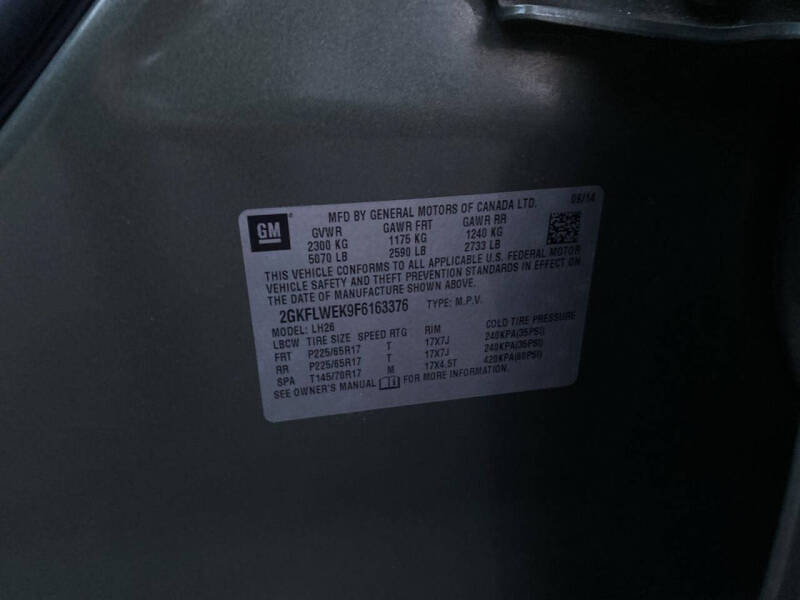 GM
MFD BY GENERAL MOTORS OF CANADA LTD. 08/14
GVWR GAWR FRT GAWR RR
2300 KG 1175 KG 1240 KG
5070 LB 2590 LB 2733 LB
THIS VEHICLE CONFORMS TO ALL APPLICABLE U.S. FEDERAL MOTOR
VEHICLE SAFETY AND THEFT PREVENTION STANDARDS IN EFFECT ON
THE DATE OF MANUFACTURE SHOWN ABOVE.
2GKFLWEK9F6163376 TYPE: M.P.V.
MODEL: LH26
LBCW TIRE SIZE SPEED RTG RIM COLD TIRE PRESSURE
FRT P225/65R17 T 17X7J 240KPA(35PSI)
RR P225/65R17 T 17X7J 240KPA(35PSI)
SPA T145/70R17 M 17X4.5T 420KPA(60PSI)
SEE OWNER'S MANUAL FOR MORE INFORMATION.